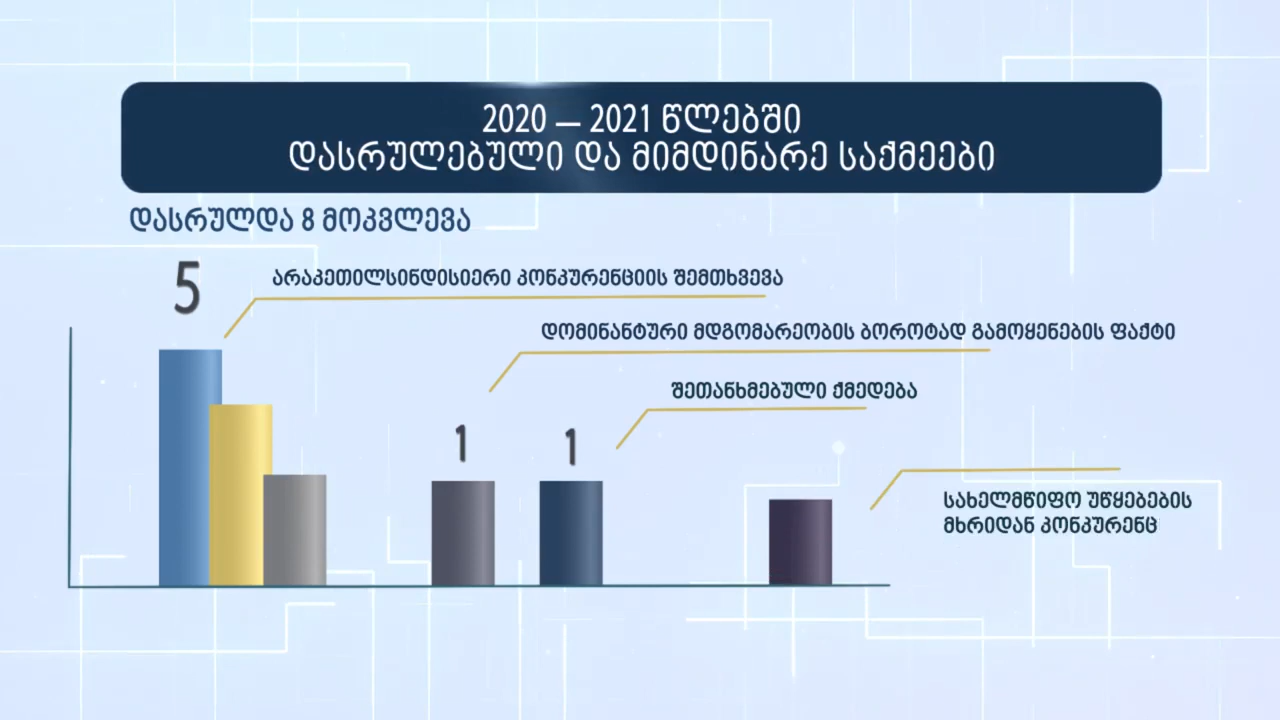 2020 – 2021 წლებში
დასრულებული და მიმდინარე საქმეები
დასრულდა 8 მოკვლევა
5
არაკეთილსინდისიერი კონკურენციის შემთხვევა
დომინანტური მდგომარეობის ბოროტად გამოყენების ფაქტი
შეთანხმებული ქმედება
1
1
სახელმწიფო უწყებების
მხრიდან კონკურენც